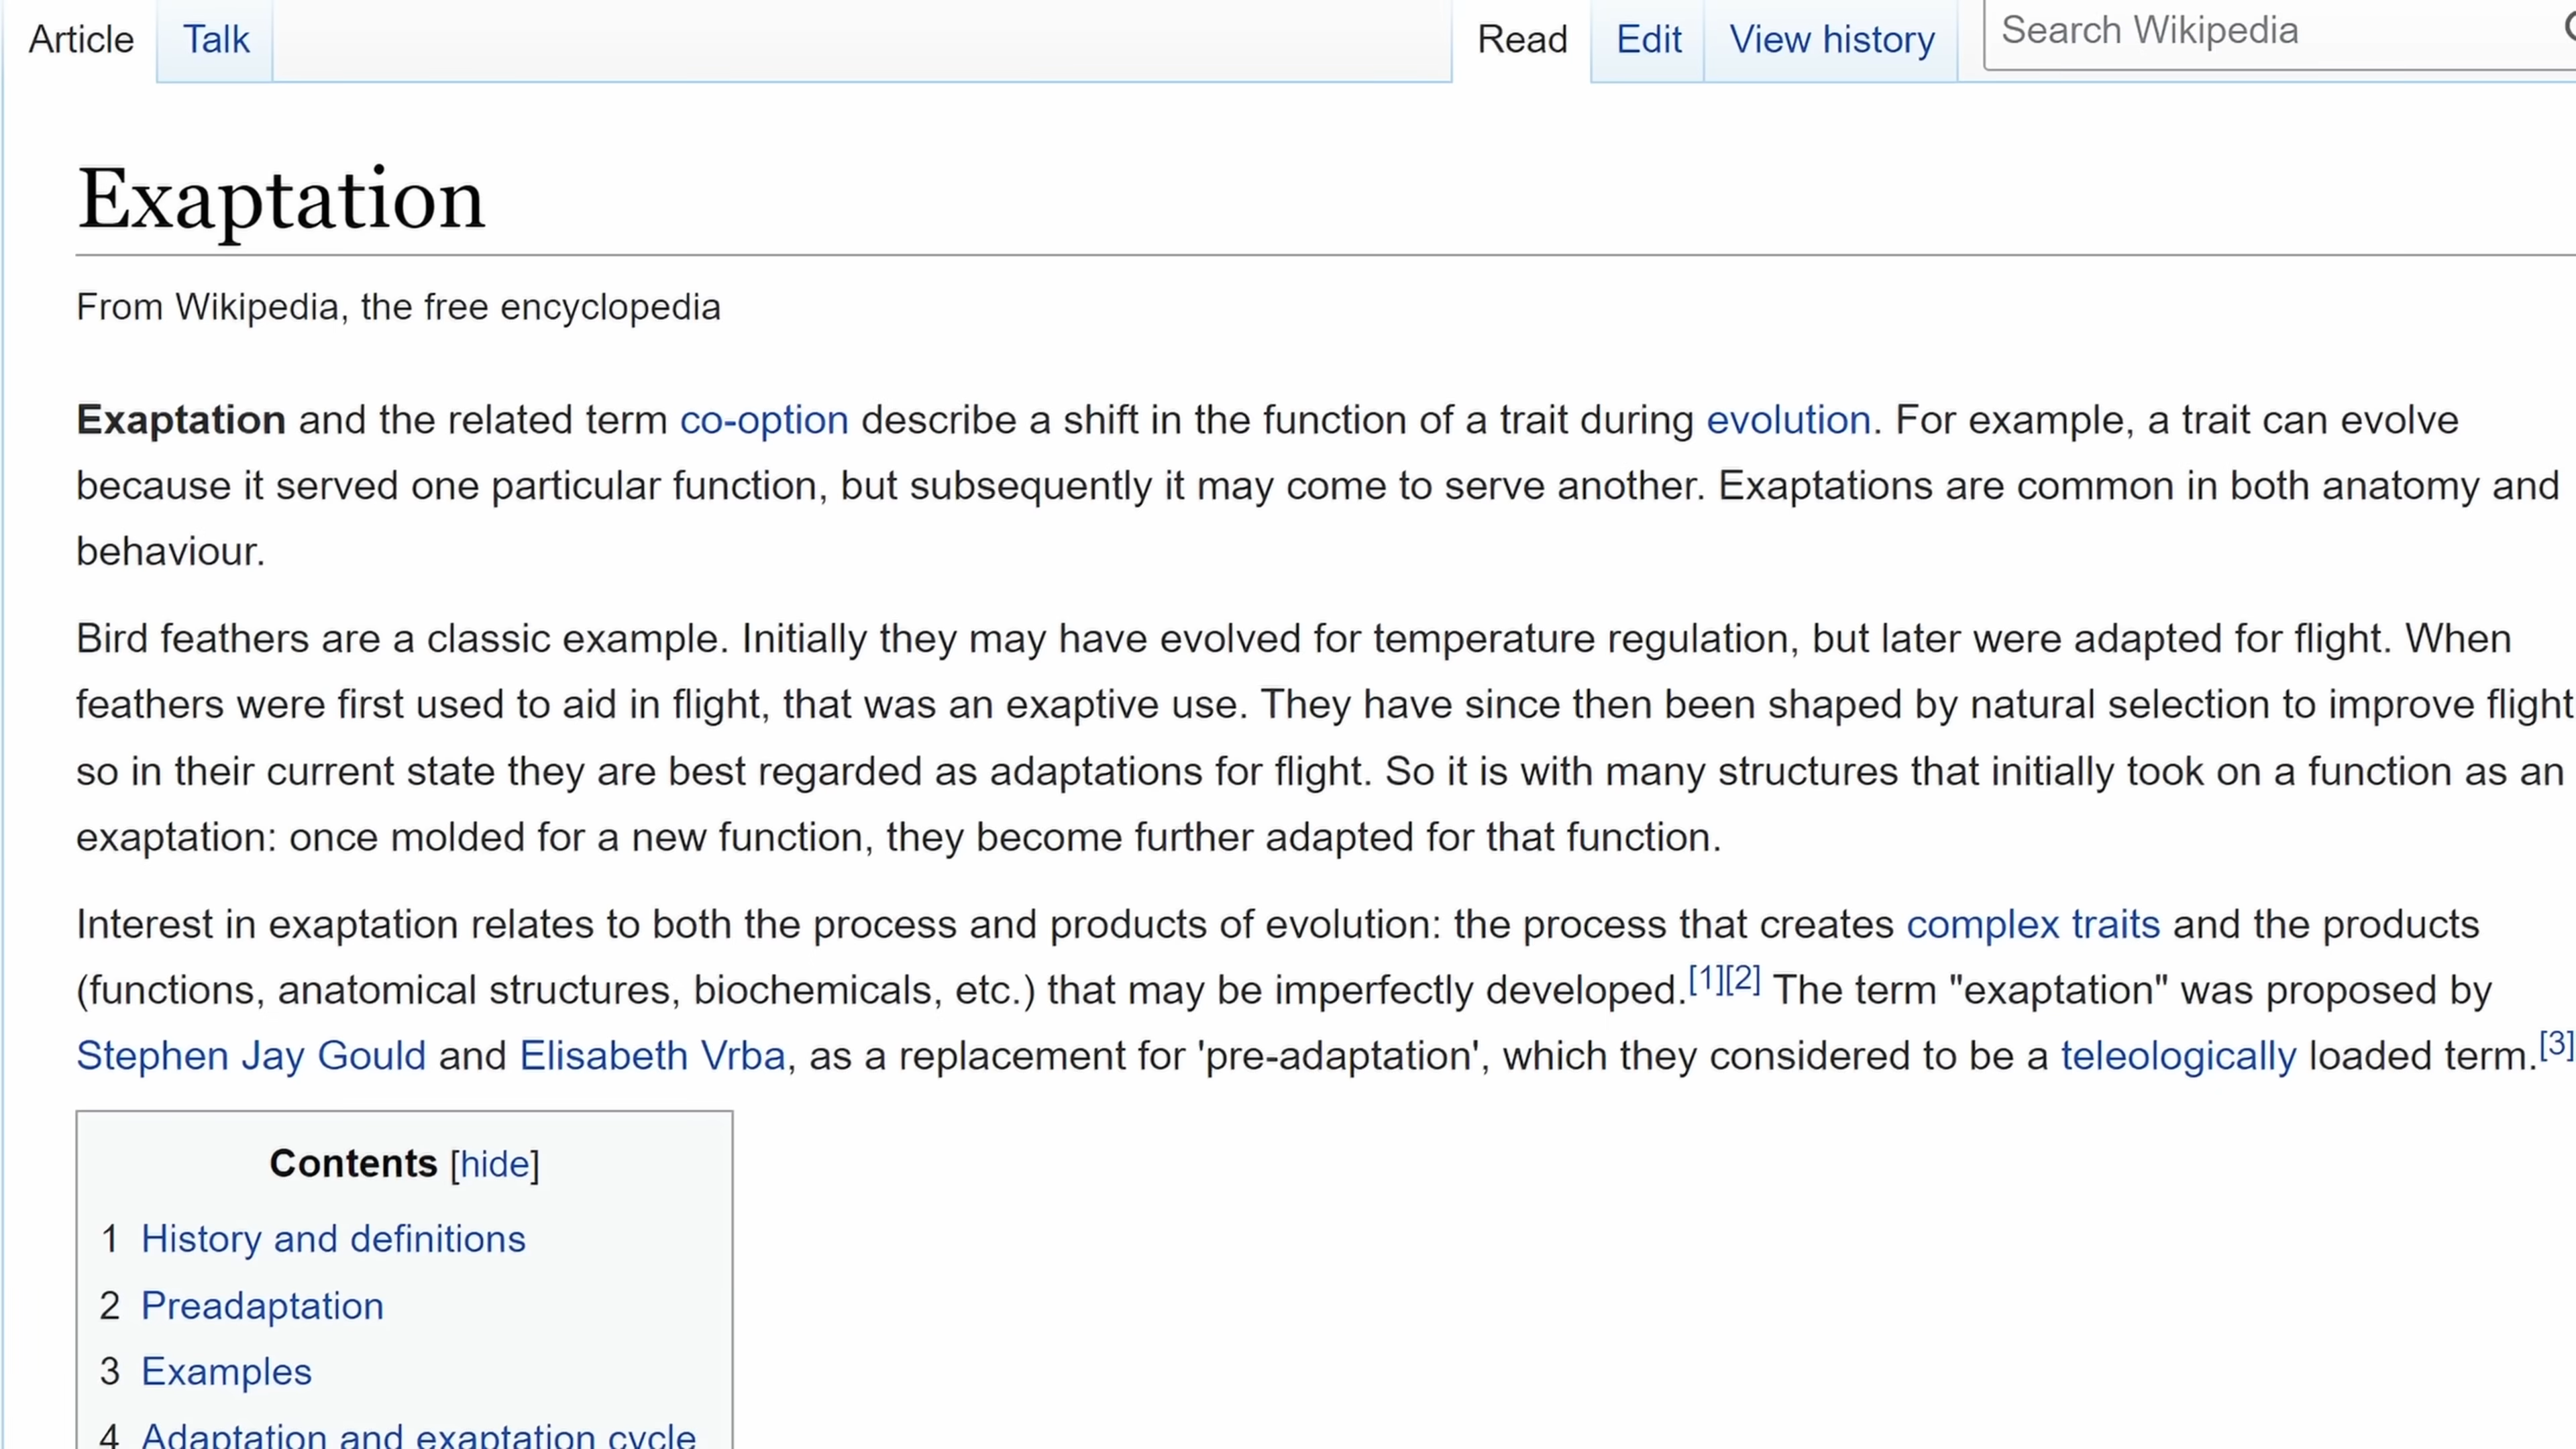 Article Talk Read Edit View history Search Wikipedia
Exaptation
From Wikipedia, the free encyclopedia
Exaptation and the related term co-option describe a shift in the function of a trait during evolution. For example, a trait can evolve
because it served one particular function, but subsequently it may come to serve another. Exaptations are common in both anatomy and
behaviour.
Bird feathers are a classic example. Initially they may have evolved for temperature regulation, but later were adapted for flight. When
feathers were first used to aid in flight, that was an exaptive use. They have since then been shaped by natural selection to improve flight
so in their current state they are best regarded as adaptations for flight. So it is with many structures that initially took on a function as an
exaptation: once molded for a new function, they become further adapted for that function.
Interest in exaptation relates to both the process and products of evolution: the process that creates complex traits and the products
(functions, anatomical structures, biochemicals, etc.) that may be imperfectly developed.[1][2] The term "exaptation" was proposed by
Stephen Jay Gould and Elisabeth Vrba, as a replacement for 'pre-adaptation', which they considered to be a teleologically loaded term.[3]
Contents [hide]
1 History and definitions
2 Preadaptation
3 Examples
4 Adaptation and exaptation cycle